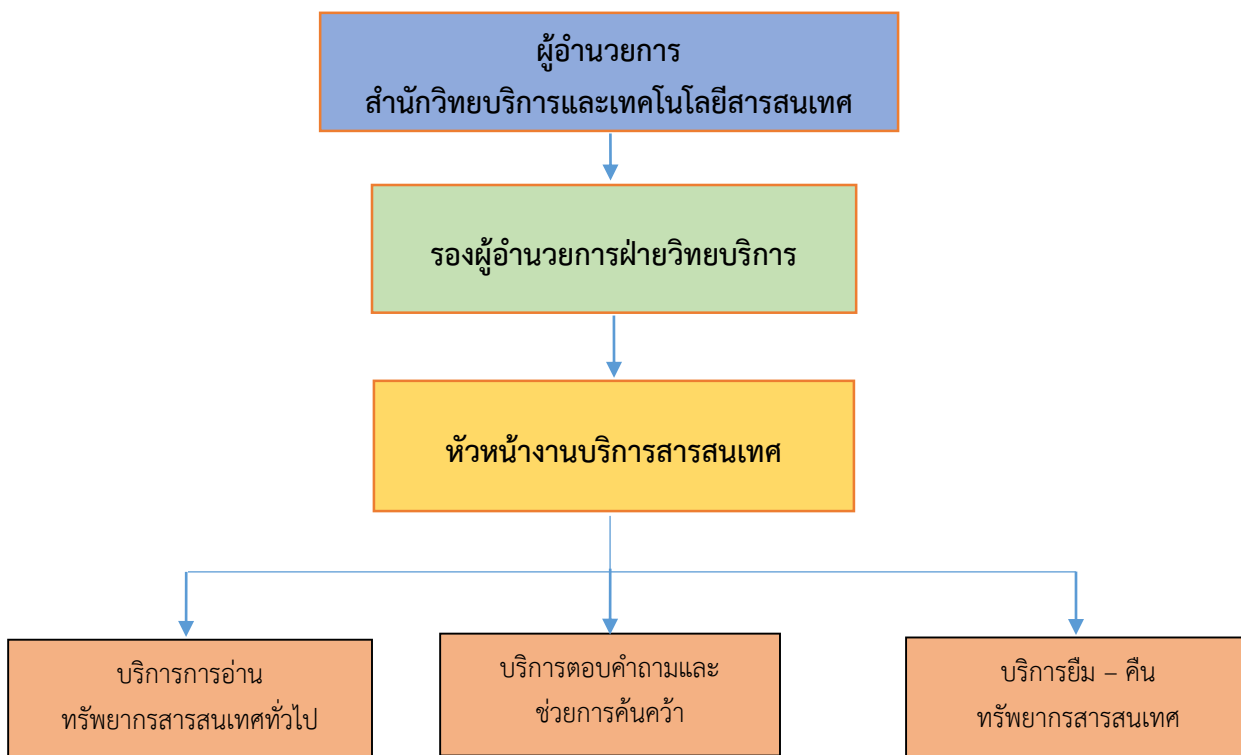 ผู้อำนวยการ
สำนักวิทยบริการและเทคโนโลยีสารสนเทศ
รองผู้อำนวยการฝ่ายวิทยบริการ
หัวหน้างานบริการสารสนเทศ
บริการการอ่าน
ทรัพยากรสารสนเทศทั่วไป
บริการตอบคำถามและ
ช่วยการค้นคว้า
บริการยืม – คืน
ทรัพยากรสารสนเทศ